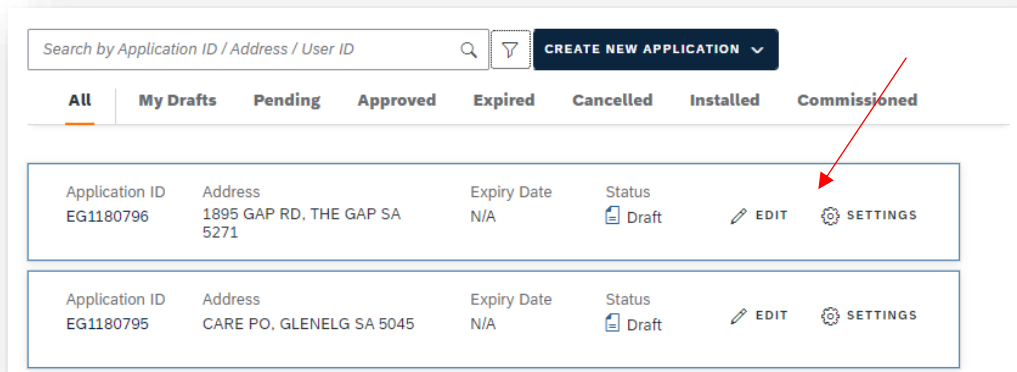 Search by Application ID / Address / User ID
CREATE NEW APPLICATION
All My Drafts Pending Approved Expired Cancelled Installed Commissioned
Application ID Address Expiry Date Status
EG1180796 1895 GAP RD, THE GAP SA N/A Draft EDIT SETTINGS
5271
Application ID Address Expiry Date Status
EG1180795 CARE PO, GLENELG SA 5045 N/A Draft EDIT SETTINGS